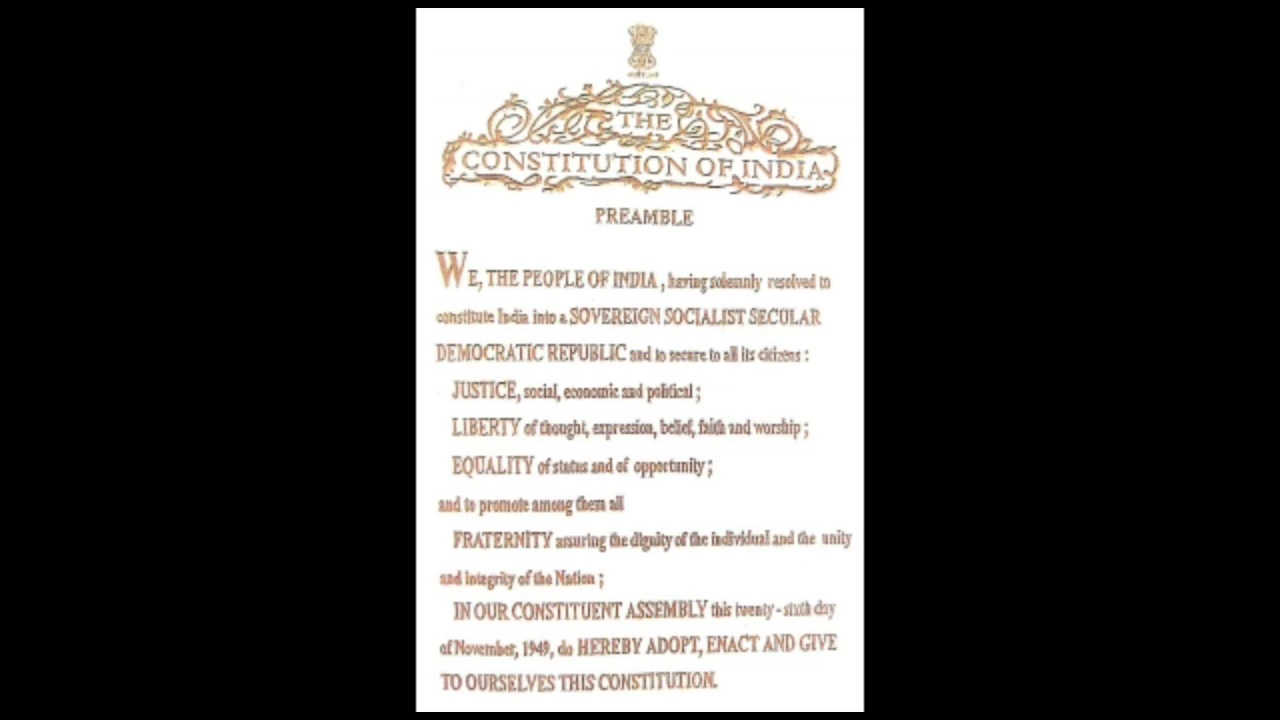 THE
CONSTITUTION OF INDIA
PREAMBLE
WE, THE PEOPLE OF INDIA , having solemnly resolved to
constitute India into a SOVEREIGN SOCIALIST SECULAR
DEMOCRATIC REPUBLIC and to secure to all its citizens :
JUSTICE, social, economic and political ;
LIBERTY of thought, expression, belief, faith and worship ;
EQUALITY of status and of opportunity ;
and to promote among them all
FRATERNITY assuring the dignity of the individual and the unity
and integrity of the Nation ;
IN OUR CONSTITUENT ASSEMBLY this twenty - sixth day
of November, 1949, do HEREBY ADOPT, ENACT AND GIVE
TO OURSELVES THIS CONSTITUTION.